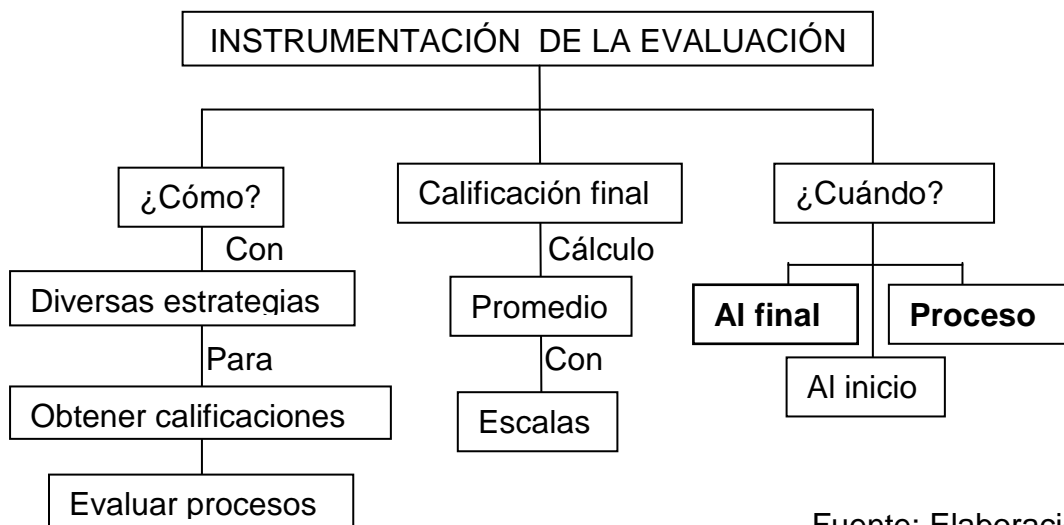 INSTRUMENTACIÓN DE LA EVALUACIÓN
¿Cómo?
Calificación final
¿Cuándo?
Con
Cálculo
Diversas estrategias
Promedio
Al final
Proceso
Para
Con
Al inicio
Obtener calificaciones
Escalas
Evaluar procesos
Fuente: